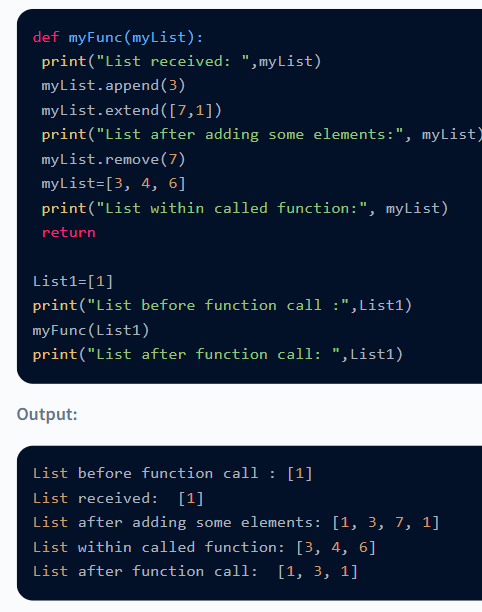 def myFunc(myList):
 print("List received: ",myList)
 myList.append(3)
 myList.extend([7,1])
 print("List after adding some elements:", myList)
 myList.remove(7)
 myList=[3, 4, 6]
 print("List within called function:", myList)
 return

List1=[1]
print("List before function call :",List1)
myFunc(List1)
print("List after function call: ",List1)
Output:
List before function call : [1]
List received:  [1]
List after adding some elements: [1, 3, 7, 1]
List within called function: [3, 4, 6]
List after function call:  [1, 3, 1]